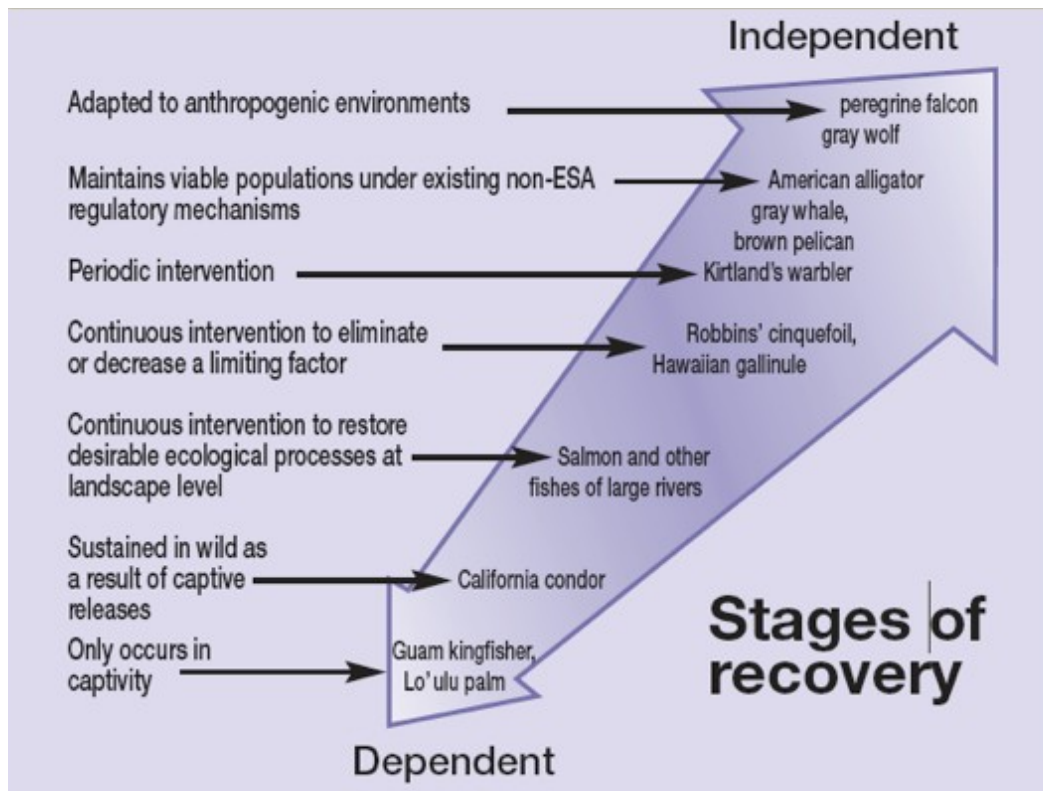 Independent
Adapted to anthropogenic environments
peregrine falcon
gray wolf
Maintains viable populations under existing non-ESA
regulatory mechanisms
American alligator
gray whale,
brown pelican
Periodic intervention
Kirtland's warbler
Continuous intervention to eliminate
or decrease a limiting factor
Robbins' cinquefoil,
Hawaiian gallinule
Continuous intervention to restore
desirable ecological processes at
landscape level
Salmon and other
fishes of large rivers
Sustained in wild as
a result of captive
releases
California condor
Only occurs in
captivity
Guam kingfisher,
Lo'ulu palm
Stages of
recovery
Dependent